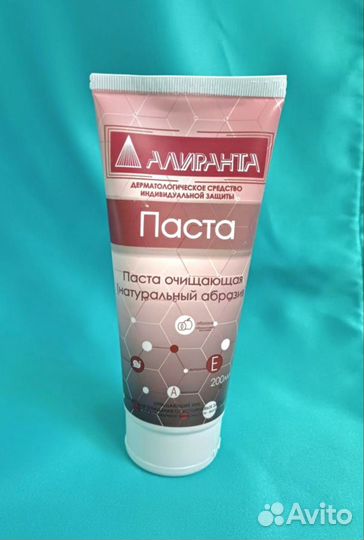 АЛИРАНТА
ДЕРМАТОЛОГИЧЕСКОЕ СРЕДСТВО
ИНДИВИДУАЛЬНОЙ ЗАЩИТЫ
Паста
Паста очищающая
(натуральный абразив
E
200мл
A
Avito